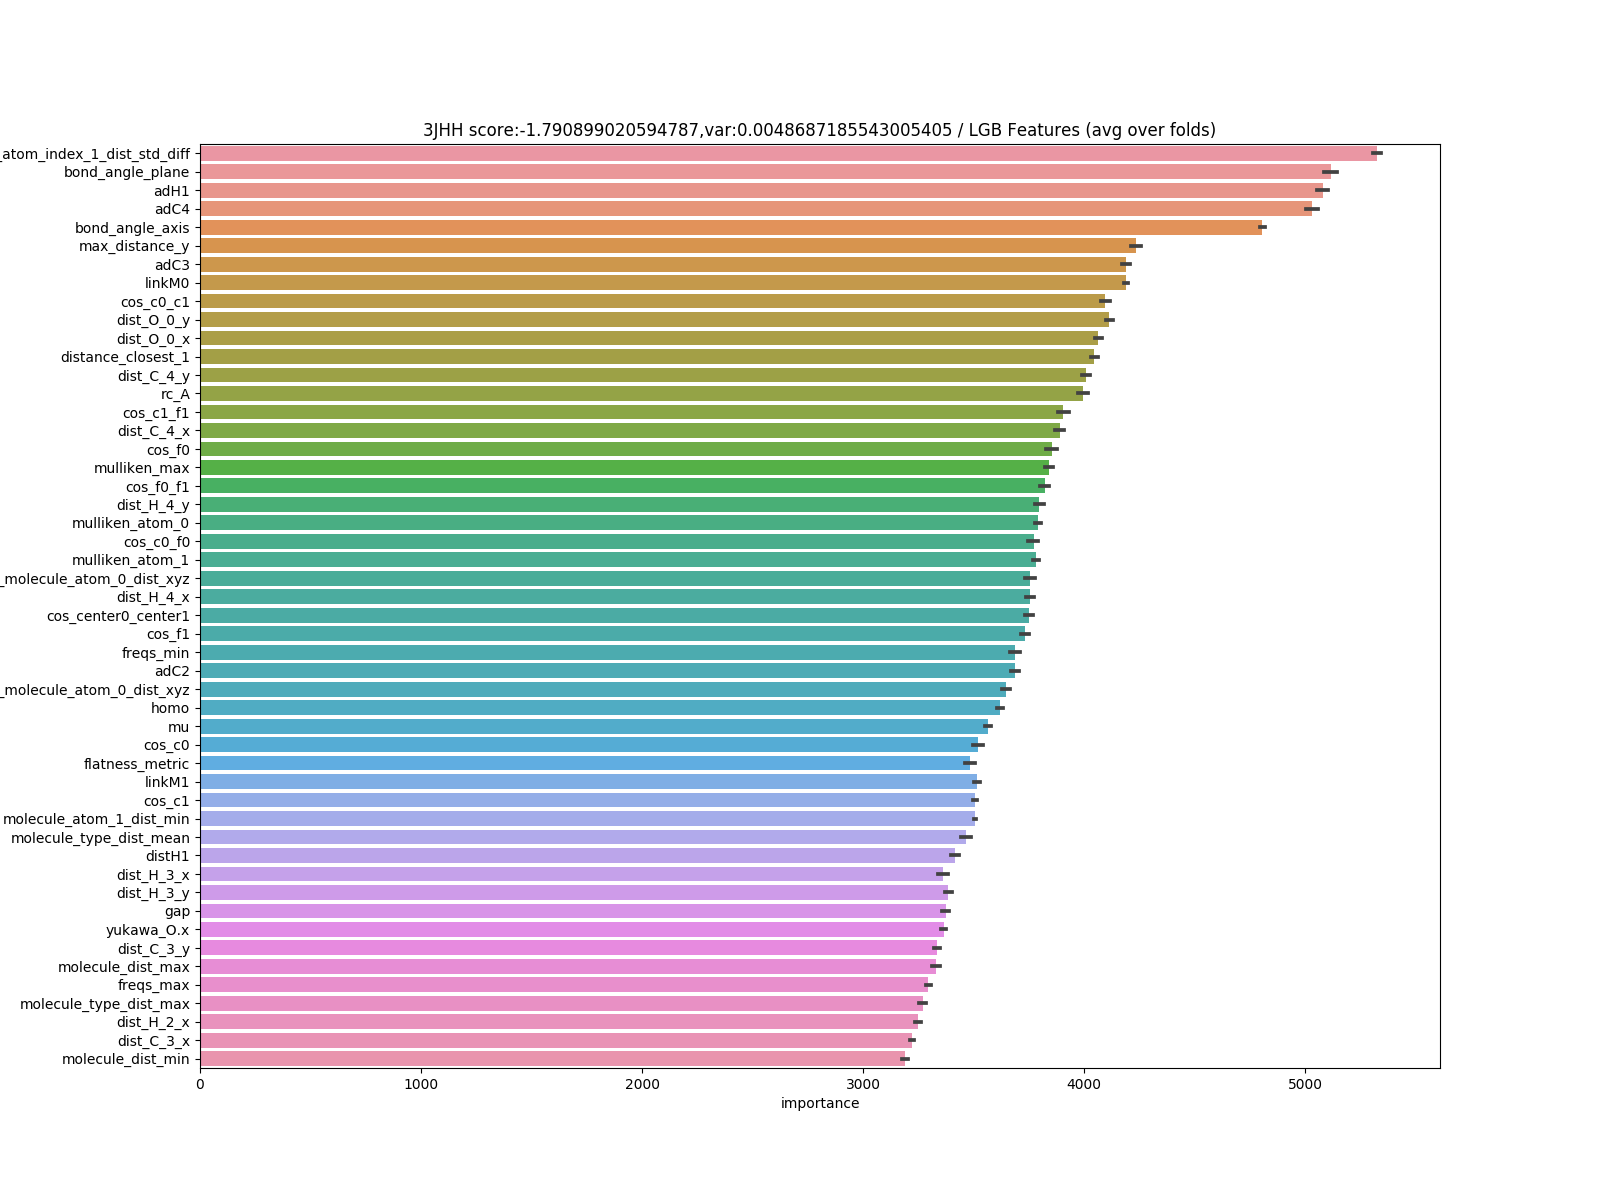 3JHH score:-1.790899020594787,var:0.0048687185543005405 / LGB Features (avg over folds)
_atom_index_1_dist_std_diff
bond_angle_plane
adH1
adC4
bond_angle_axis
max_distance_y
adC3
linkM0
cos_c0_c1
dist_O_0_y
dist_O_0_x
distance_closest_1
dist_C_4_y
rc_A
cos_c1_f1
dist_C_4_x
cos_f0
mulliken_max
cos_f0_f1
dist_H_4_y
mulliken_atom_0
cos_c0_f0
mulliken_atom_1
_molecule_atom_0_dist_xyz
dist_H_4_x
cos_center0_center1
cos_f1
freqs_min
adC2
_molecule_atom_0_dist_xyz
homo
mu
cos_c0
flatness_metric
linkM1
cos_c1
molecule_atom_1_dist_min
molecule_type_dist_mean
distH1
dist_H_3_x
dist_H_3_y
gap
yukawa_O.x
dist_C_3_y
molecule_dist_max
freqs_max
molecule_type_dist_max
dist_H_2_x
dist_C_3_x
molecule_dist_min
0 1000 2000 3000 4000 5000
importance